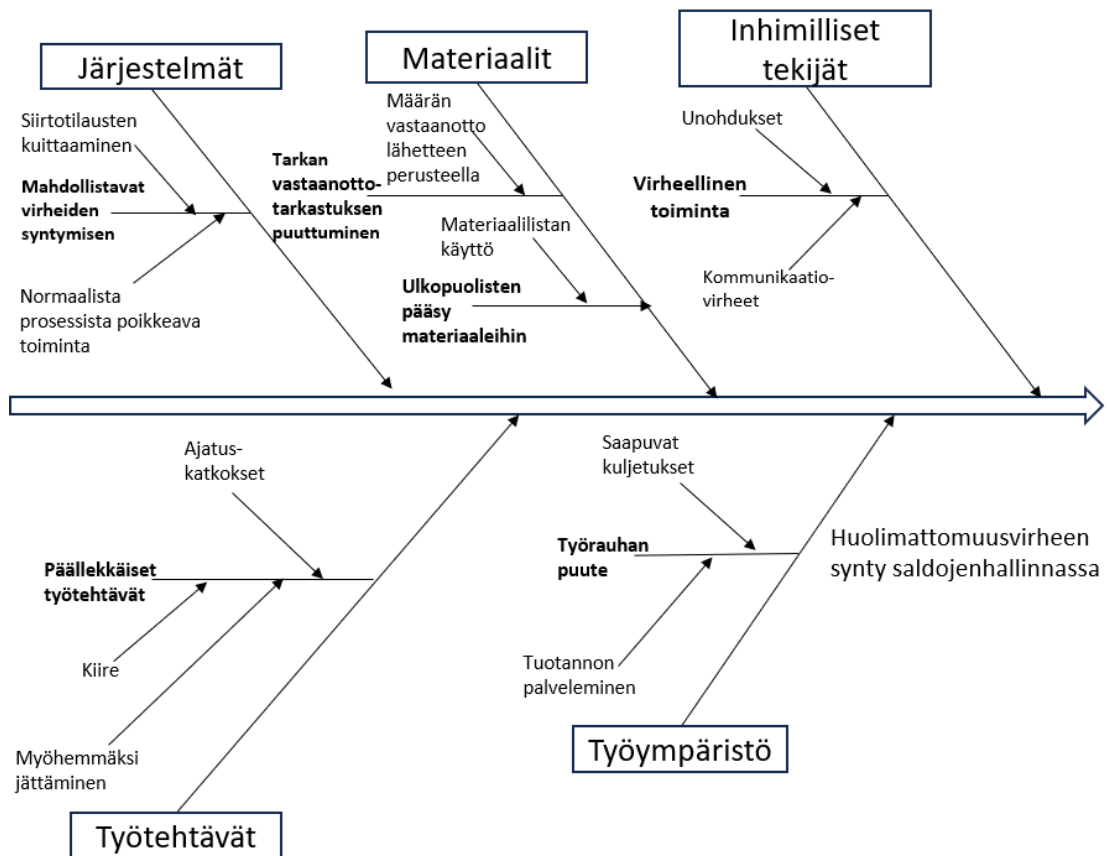 Järjestelmät
Siirtotilausten
kuittaaminen
Mahdollistavat
virheiden
syntymisen
Normaalista
prosessista poikkeava
toiminta
Materiaalit
Määrän
vastaanotto
lähetteen
perusteella
Tarkan
vastaanotto-
tarkastuksen
puuttuminen
Materiaalilistan
käyttö
Ulkopuolisten
pääsy
materiaaleihin
Inhimilliset
tekijät
Unohdukset
Virheellinen
toiminta
Kommunikaatio-
virheet
Ajatus-
katkokset
Päällekkäiset
työtehtävät
Kiire
Myöhemmäksi
jättäminen
Työtehtävät
Saapuvat
kuljetukset
Työrauhan
puute
Tuotannon
palveleminen
Työympäristö
Huolimattomuusvirheen
synty saldojenhallinnassa